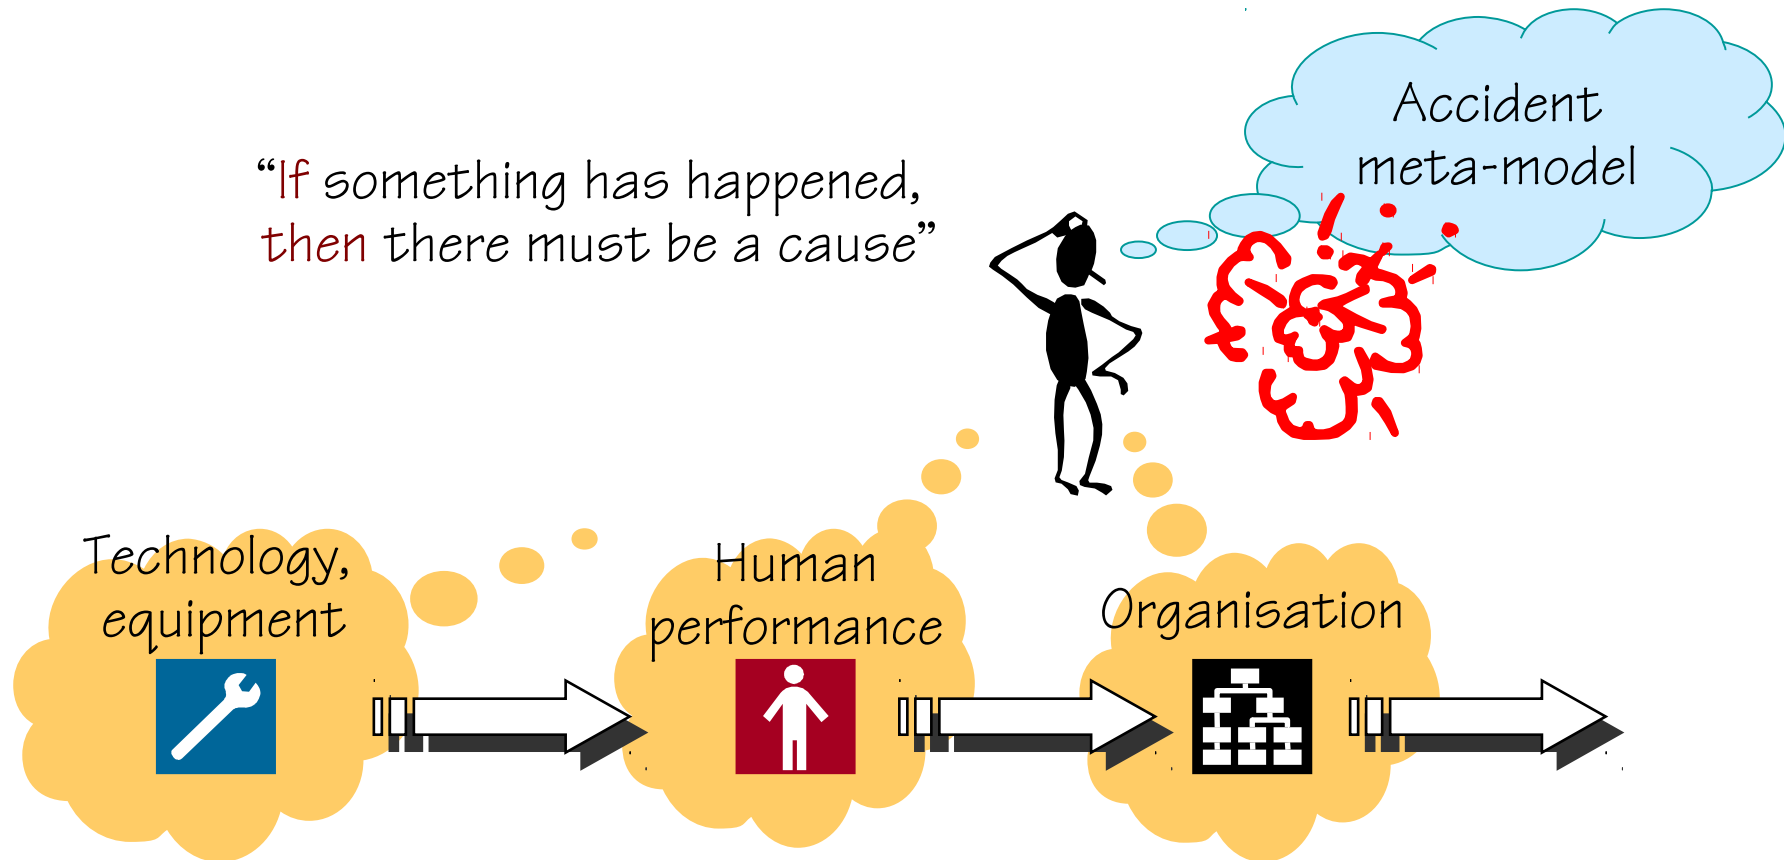 Accident
meta-model
“If something has happened,
then there must be a cause”
Technology,
equipment
Human
performance
Organisation